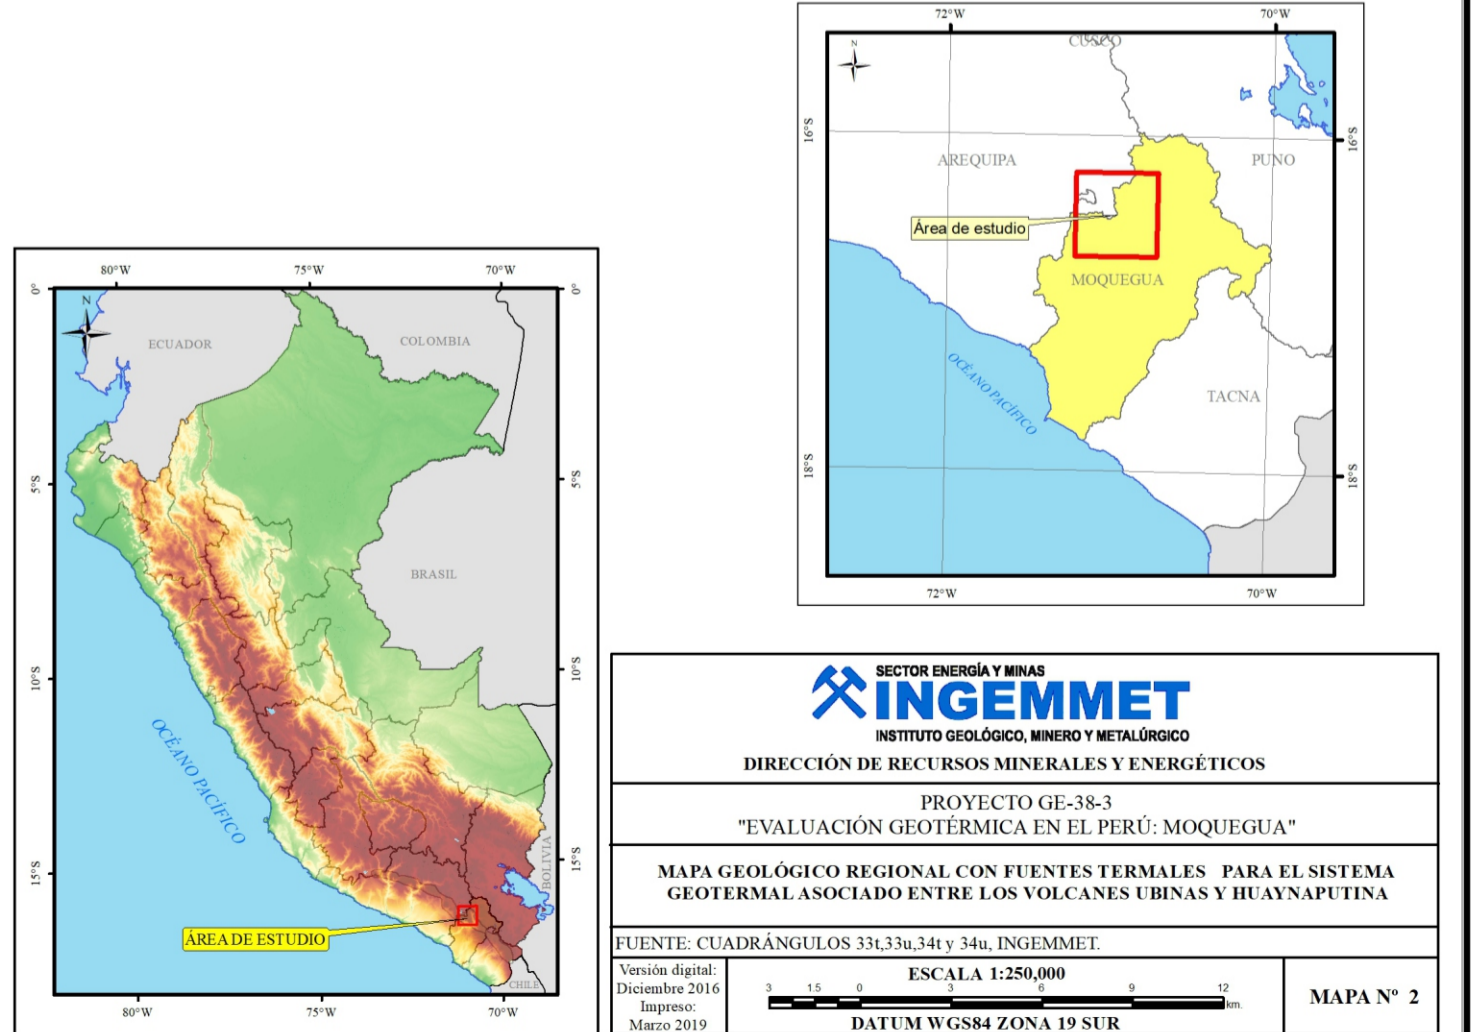 72°W 70°W
N
CUSCO
16°S 16°S
AREQUIPA PUNO
Área de estudio
MOQUEGUA
OCÉANO PACÍFICO
TACNA
18°S 18°S
72°W 70°W
80°W 75°W 70°W
0° 0°
N
ECUADOR COLOMBIA
5°S 5°S
BRASIL
10°S 10°S
OCÉANO PACÍFICO
15°S 15°S
BOLIVIA
ÁREA DE ESTUDIO
CHILE
80°W 75°W 70°W
SECTOR ENERGÍA Y MINAS
INGEMMET
INSTITUTO GEOLÓGICO, MINERO Y METALÚRGICO
DIRECCIÓN DE RECURSOS MINERALES Y ENERGÉTICOS
PROYECTO GE-38-3
"EVALUACIÓN GEOTÉRMICA EN EL PERÚ: MOQUEGUA"
MAPA GEOLÓGICO REGIONAL CON FUENTES TERMALES PARA EL SISTEMA
GEOTERMAL ASOCIADO ENTRE LOS VOLCANES UBINAS Y HUAYNAPUTINA
FUENTE: CUADRÁNGULOS 33t,33u,34t y 34u, INGEMMET.
Versión digital:
Diciembre 2016
Impreso:
Marzo 2019
ESCALA 1:250,000
3 1.5 0 3 6 9 12
km.
DATUM WGS84 ZONA 19 SUR
MAPA Nº 2